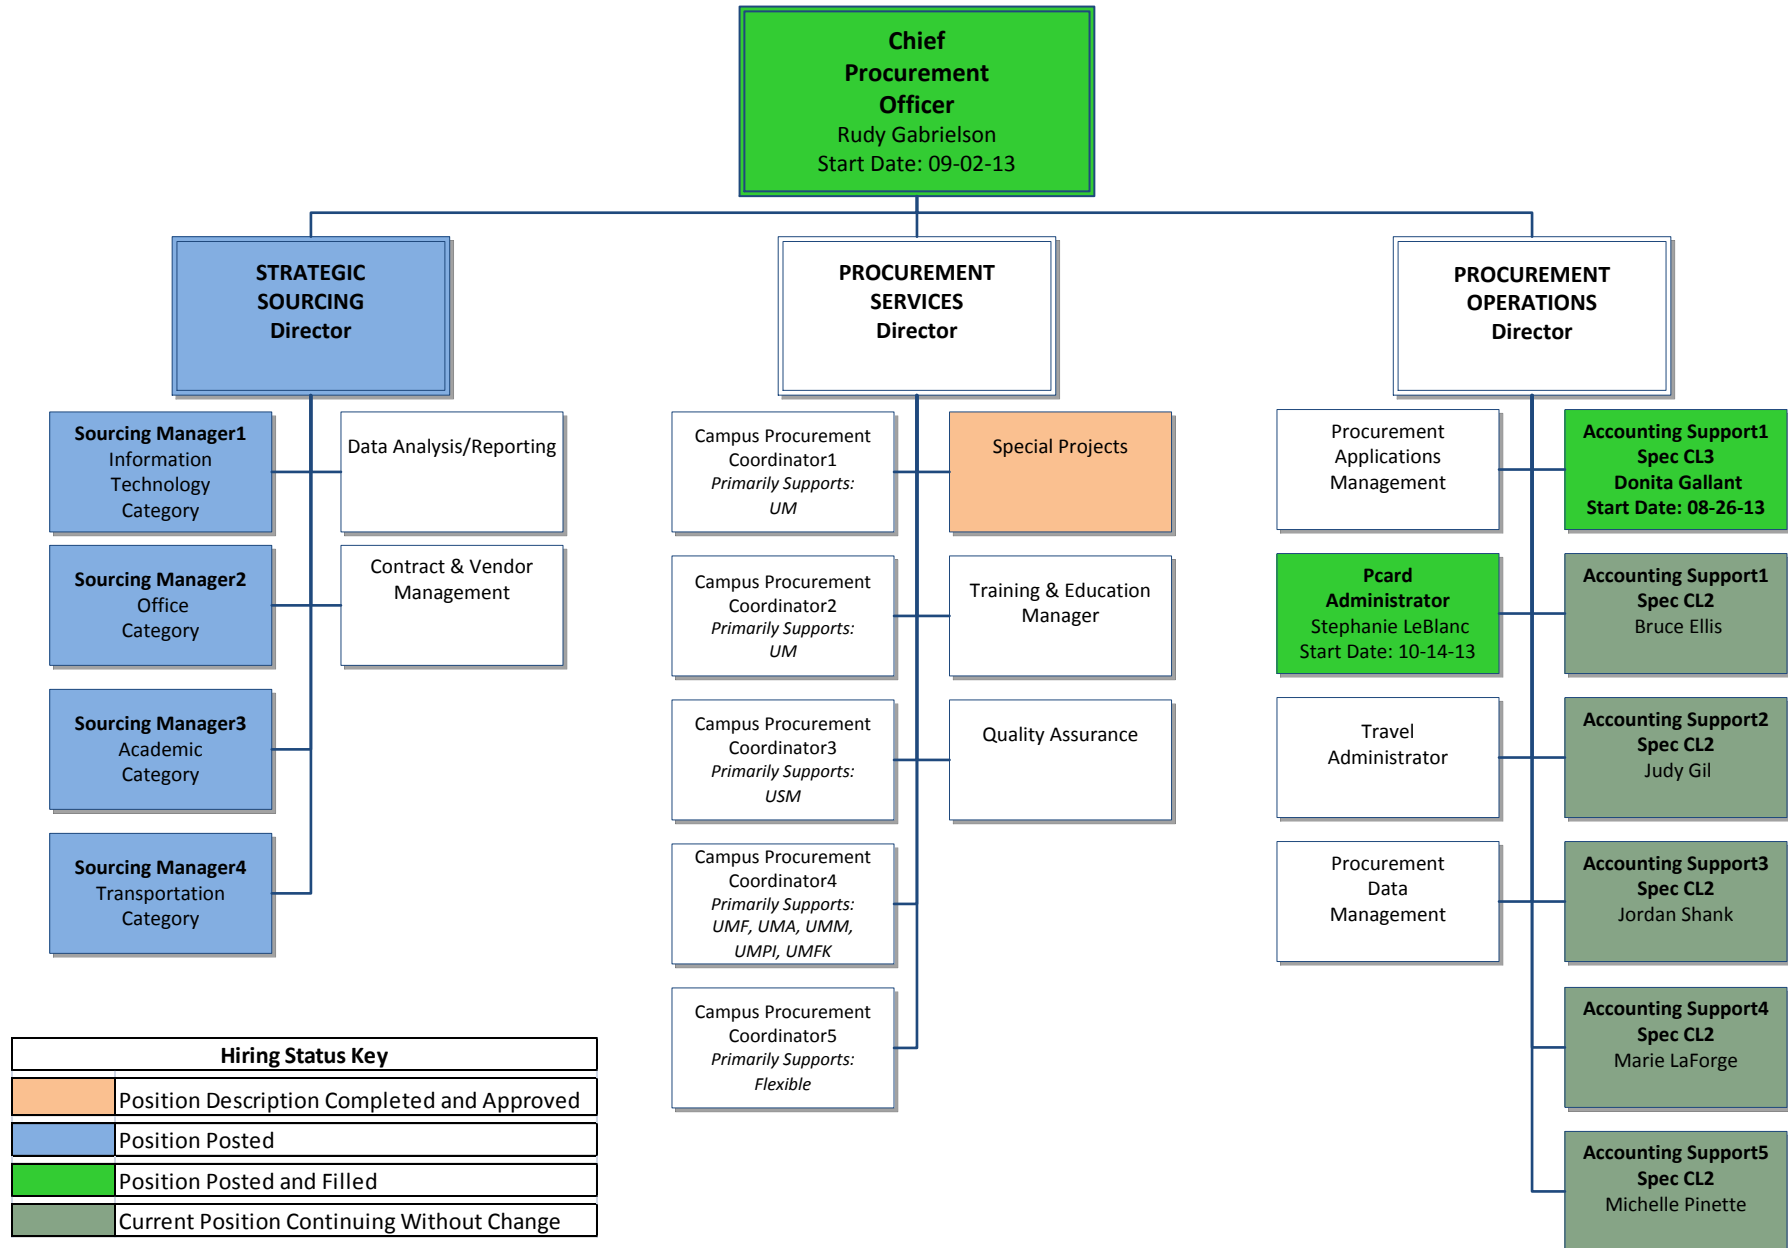 Chief
Procurement
Officer
Rudy Gabrielson
Start Date: 09-02-13
STRATEGIC
SOURCING
Director
PROCUREMENT
SERVICES
Director
PROCUREMENT
OPERATIONS
Director
Sourcing Manager1
Information
Technology
Category
Data Analysis/Reporting
Sourcing Manager2
Office
Category
Contract & Vendor
Management
Sourcing Manager3
Academic
Category
Sourcing Manager4
Transportation
Category
Campus Procurement
Coordinator1
Primarily Supports:
UM
Special Projects
Campus Procurement
Coordinator2
Primarily Supports:
UM
Training & Education
Manager
Campus Procurement
Coordinator3
Primarily Supports:
USM
Quality Assurance
Campus Procurement
Coordinator4
Primarily Supports:
UMF, UMA, UMM,
UMPI, UMFK
Campus Procurement
Coordinator5
Primarily Supports:
Flexible
Procurement
Applications
Management
Accounting Support1
Spec CL3
Donita Gallant
Start Date: 08-26-13
Pcard
Administrator
Stephanie LeBlanc
Start Date: 10-14-13
Accounting Support1
Spec CL2
Bruce Ellis
Travel
Administrator
Accounting Support2
Spec CL2
Judy Gil
Procurement
Data
Management
Accounting Support3
Spec CL2
Jordan Shank
Accounting Support4
Spec CL2
Marie LaForge
Accounting Support5
Spec CL2
Michelle Pinette
Hiring Status Key
Position Description Completed and Approved
Position Posted
Position Posted and Filled
Current Position Continuing Without Change